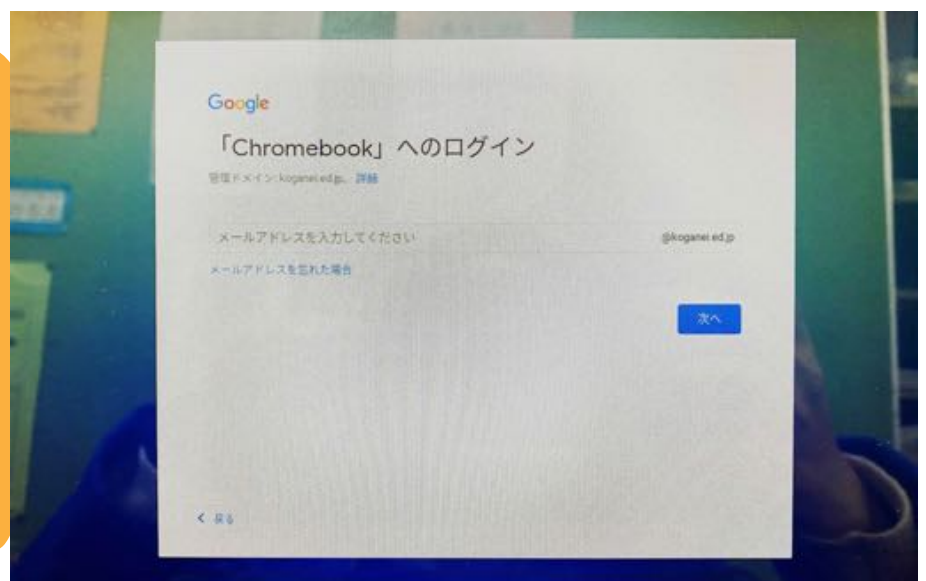 Google
「Chromebook」へのログイン
管理ドメイン: koganei.ed.jp。 詳細
メールアドレスを入力してください
@koganei.ed.jp
メールアドレスを忘れた場合
次へ
戻る